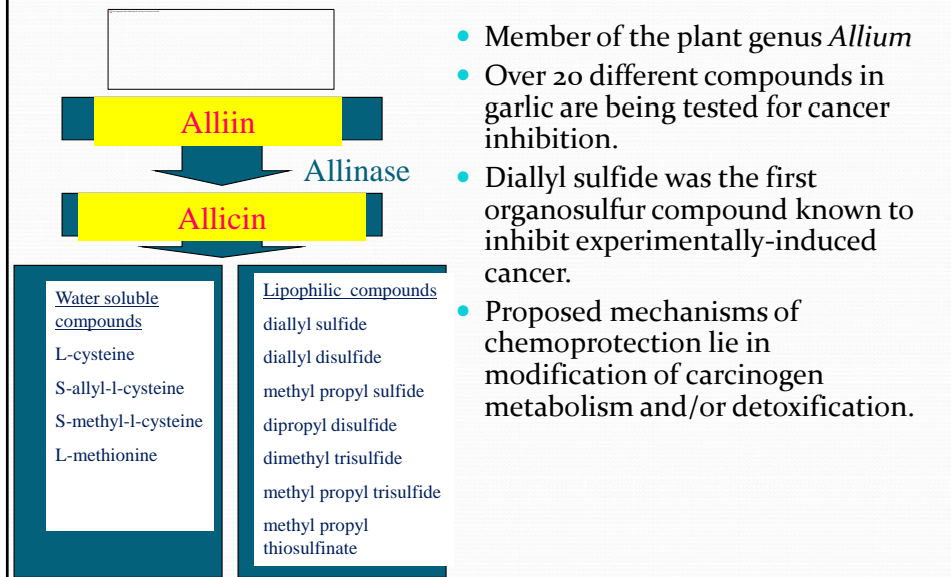 Alliin
Allinase
Allicin
Water soluble
compounds
L-cysteine
S-allyl-l-cysteine
S-methyl-l-cysteine
L-methionine
Lipophilic compounds
diallyl sulfide
diallyl disulfide
methyl propyl sulfide
dipropyl disulfide
dimethyl trisulfide
methyl propyl trisulfide
methyl propyl
thiosulfinate
• Member of the plant genus Allium
• Over 20 different compounds in
garlic are being tested for cancer
inhibition.
• Diallyl sulfide was the first
organosulfur compound known to
inhibit experimentally-induced
cancer.
• Proposed mechanisms of
chemoprotection lie in
modification of carcinogen
metabolism and/or detoxification.